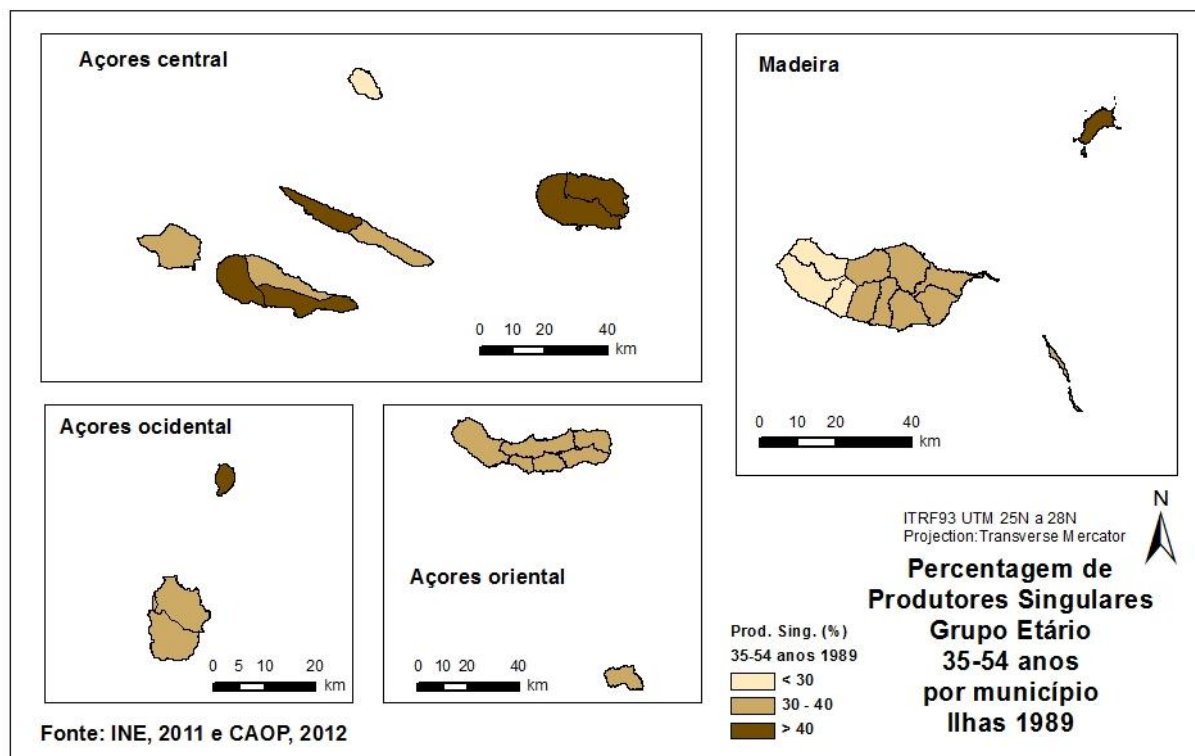 Açores central
0 10 20 40
km
Madeira
0 10 20 40
km
Açores ocidental
0 5 10 20
km
Açores oriental
0 10 20 40
km
ITRF93 UTM 25N a 28N
Projection: Transverse Mercator
N
Percentagem de
Produtores Singulares
Grupo Etário
35-54 anos
por município
Ilhas 1989
Prod. Sing. (%)
35-54 anos 1989
< 30
30 - 40
> 40
Fonte: INE, 2011 e CAOP, 2012